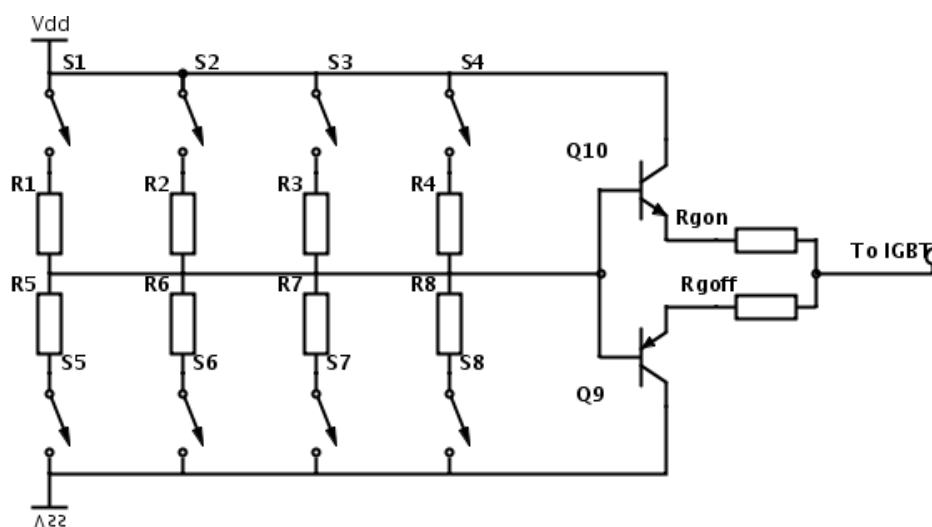 Vdd
S1 S2 S3 S4
Q10
R1 R2 R3 R4
Rgon
To IGBT
R5 R6 R7 R8
Rgoff
S5 S6 S7 S8
Q9
Vss